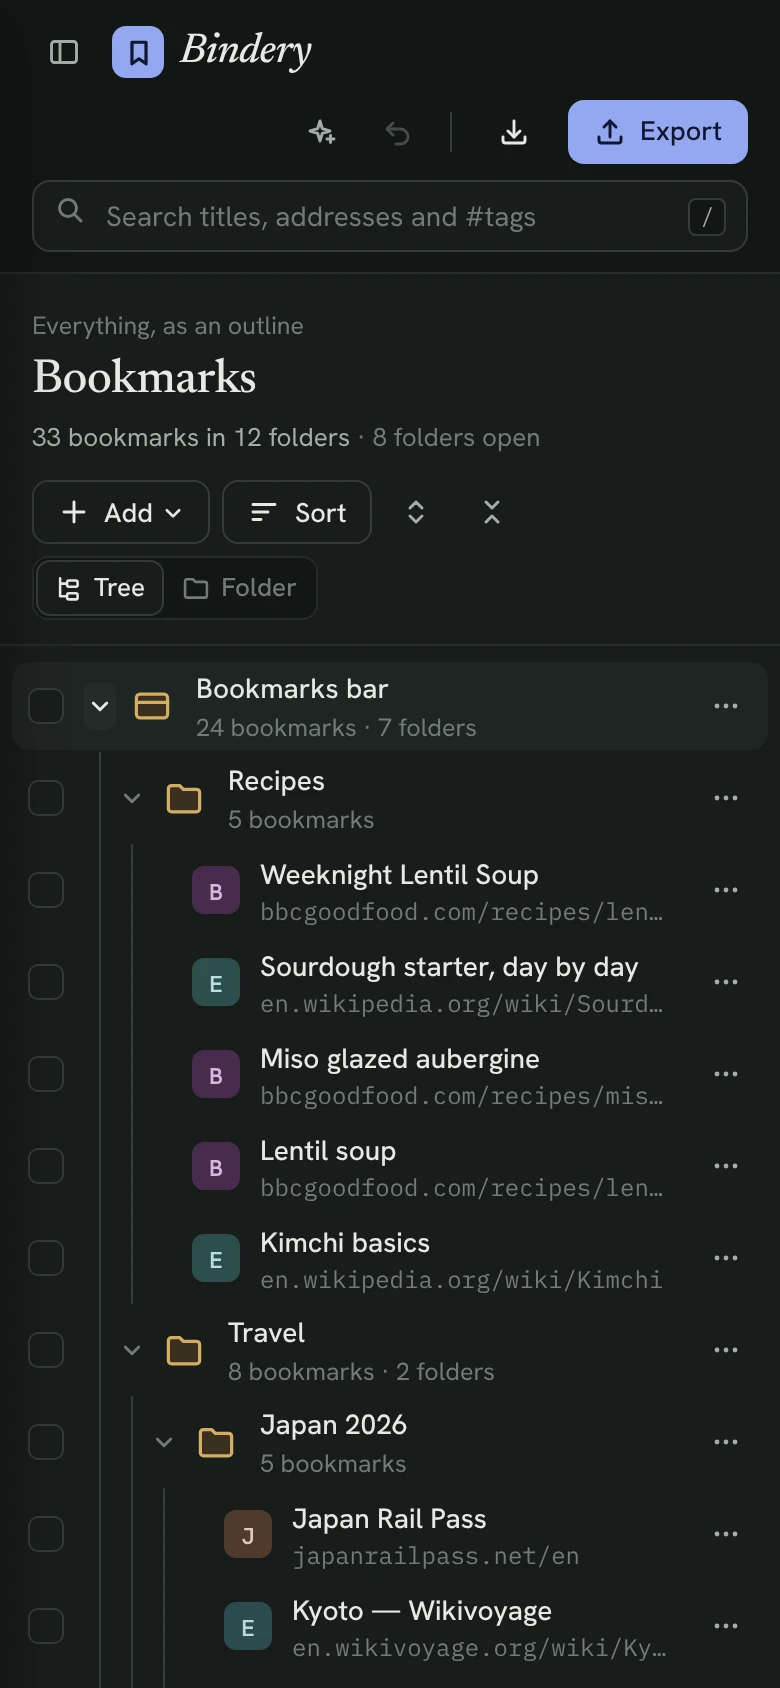 Bindery
Export
Search titles, addresses and #tags
/
Everything, as an outline
Bookmarks
33 bookmarks in 12 folders · 8 folders open
Add
Sort
Tree
Folder
Bookmarks bar
24 bookmarks · 7 folders
Recipes
5 bookmarks
B
Weeknight Lentil Soup
bbcgoodfood.com/recipes/len…
E
Sourdough starter, day by day
en.wikipedia.org/wiki/Sourd…
B
Miso glazed aubergine
bbcgoodfood.com/recipes/mis…
B
Lentil soup
bbcgoodfood.com/recipes/len…
E
Kimchi basics
en.wikipedia.org/wiki/Kimchi
Travel
8 bookmarks · 2 folders
Japan 2026
5 bookmarks
J
Japan Rail Pass
japanrailpass.net/en
E
Kyoto — Wikivoyage
en.wikivoyage.org/wiki/Ky…